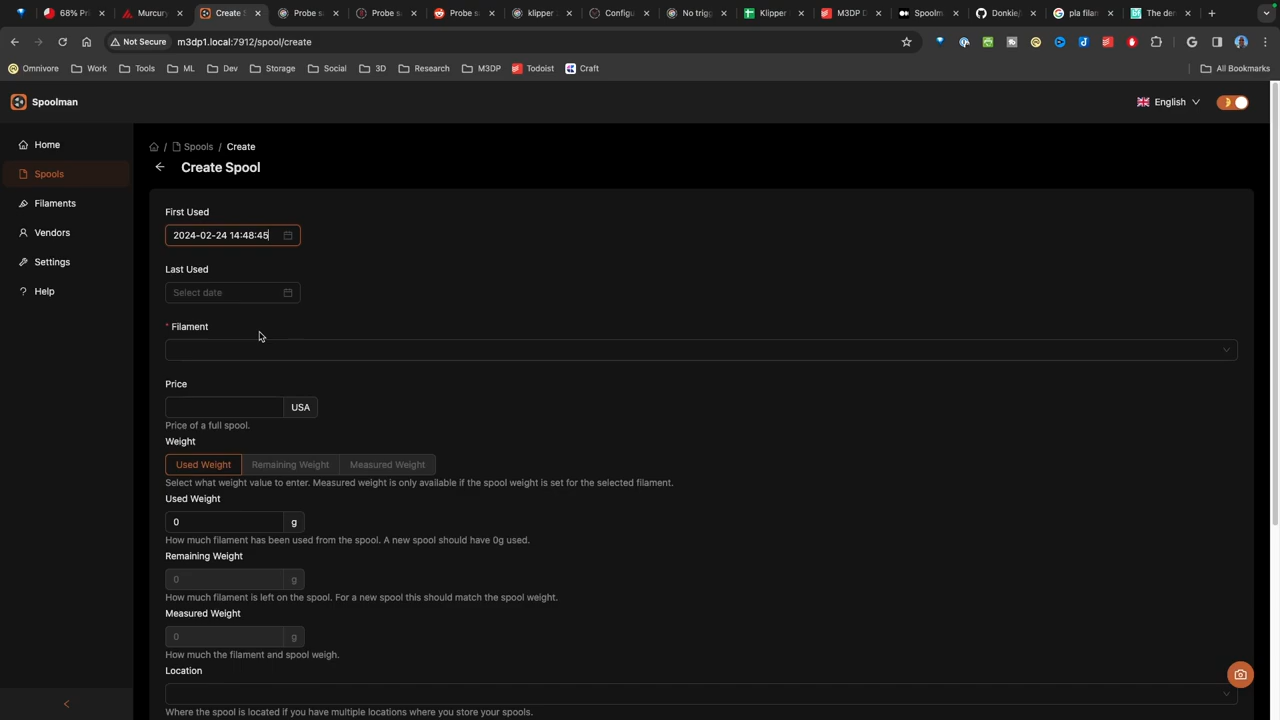 68% Pri
Murcury
Create S
Probe s
Probe sa
Probe s
klipper
Configu
No trigg
Klipper
M3DP D
Spoolm
Donkie/
pla filan
The den
Not Secure
m3dp1.local:7912/spool/create
Omnivore
Work
Tools
ML
Dev
Storage
Social
3D
Research
M3DP
Todoist
Craft
All Bookmarks
Spoolman
English
Home
Spools
Filaments
Vendors
Settings
Help
/ Spools / Create
Create Spool
First Used
2024-02-24 14:48:45
Last Used
Select date
* Filament
Price
USA
Price of a full spool.
Weight
Used Weight Remaining Weight Measured Weight
Select what weight value to enter. Measured weight is only available if the spool weight is set for the selected filament.
Used Weight
0 g
How much filament has been used from the spool. A new spool should have 0g used.
Remaining Weight
0 g
How much filament is left on the spool. For a new spool this should match the spool weight.
Measured Weight
0 g
How much the filament and spool weigh.
Location
Where the spool is located if you have multiple locations where you store your spools.